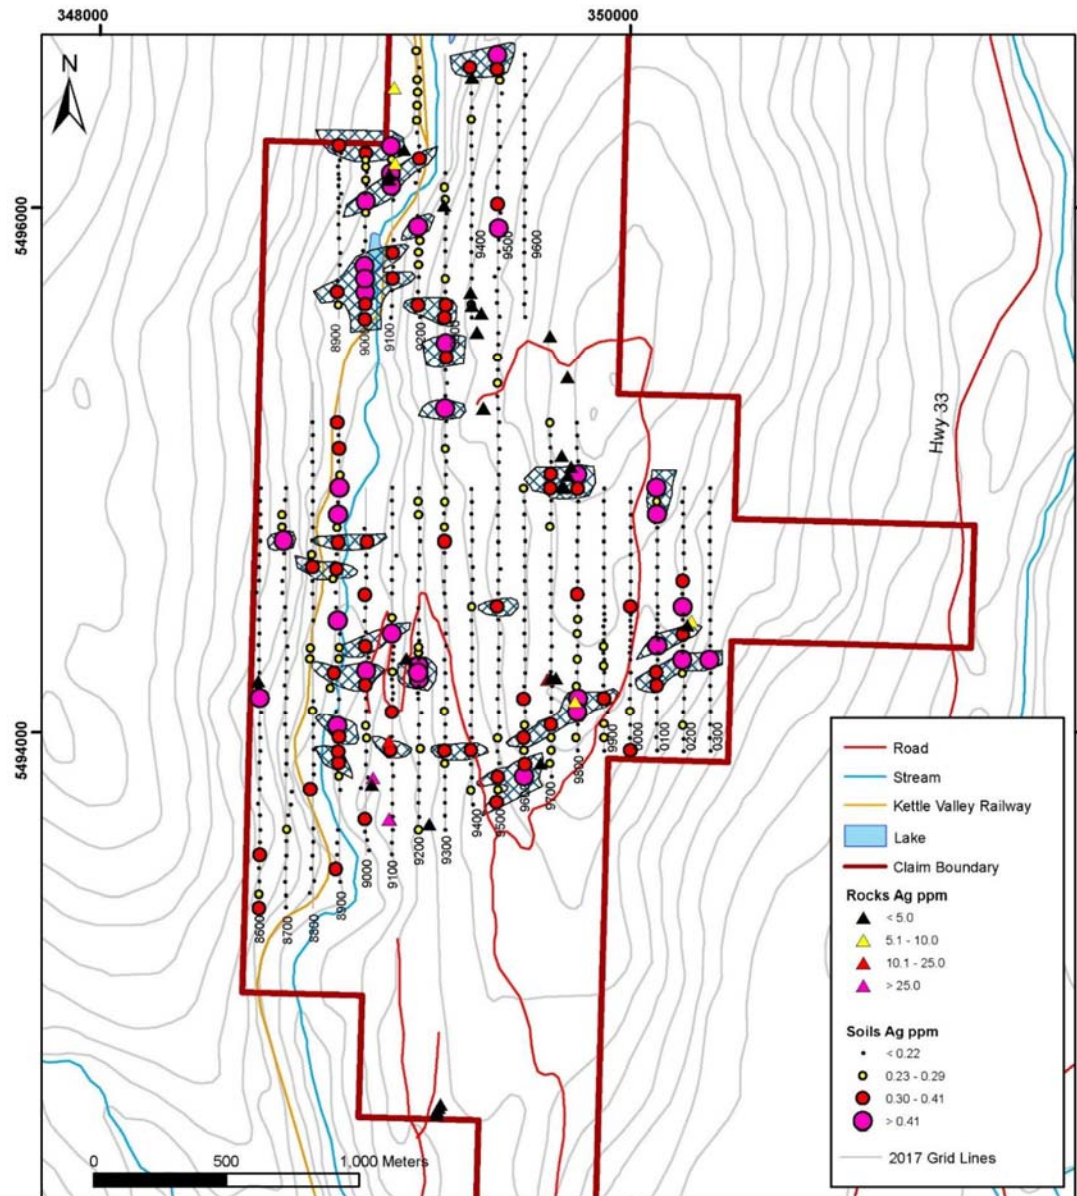 348000 350000
N
5496000
9400 9500 9600
8900 9000 9100 9200
Hwy 33
5494000
9900 0000 0100 0200 0300
9800
9700
9600
9500
9400
9300
9200
9100
9000
8900
8800
8700
8600
Road
Stream
Kettle Valley Railway
Lake
Claim Boundary
Rocks Ag ppm
< 5.0
5.1 - 10.0
10.1 - 25.0
> 25.0
Soils Ag ppm
< 0.22
0.23 - 0.29
0.30 - 0.41
> 0.41
2017 Grid Lines
0 500 1,000 Meters